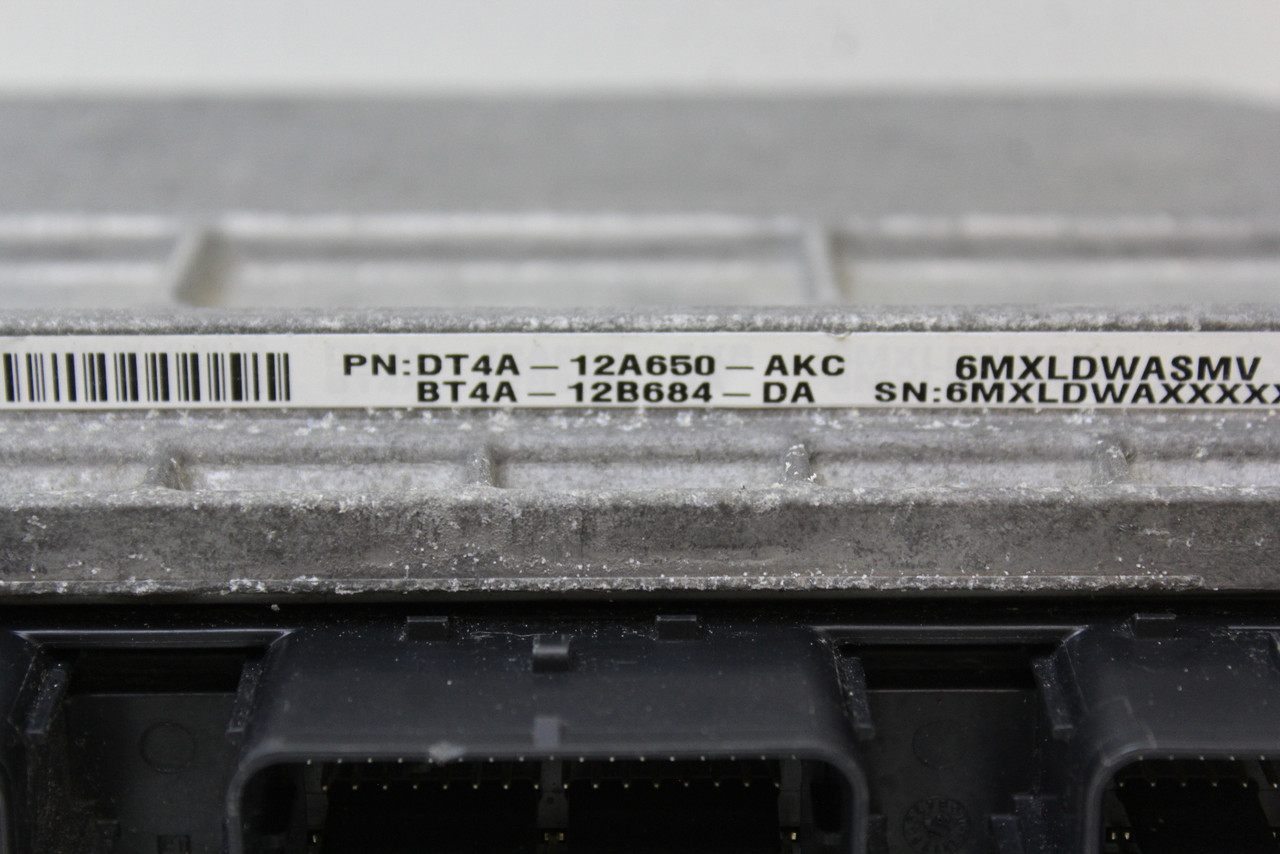 PN:DT4A-12A650-AKC 6MXLDWASMV
BT4A-12B684-DA SN:6MXLDWAXXXXX